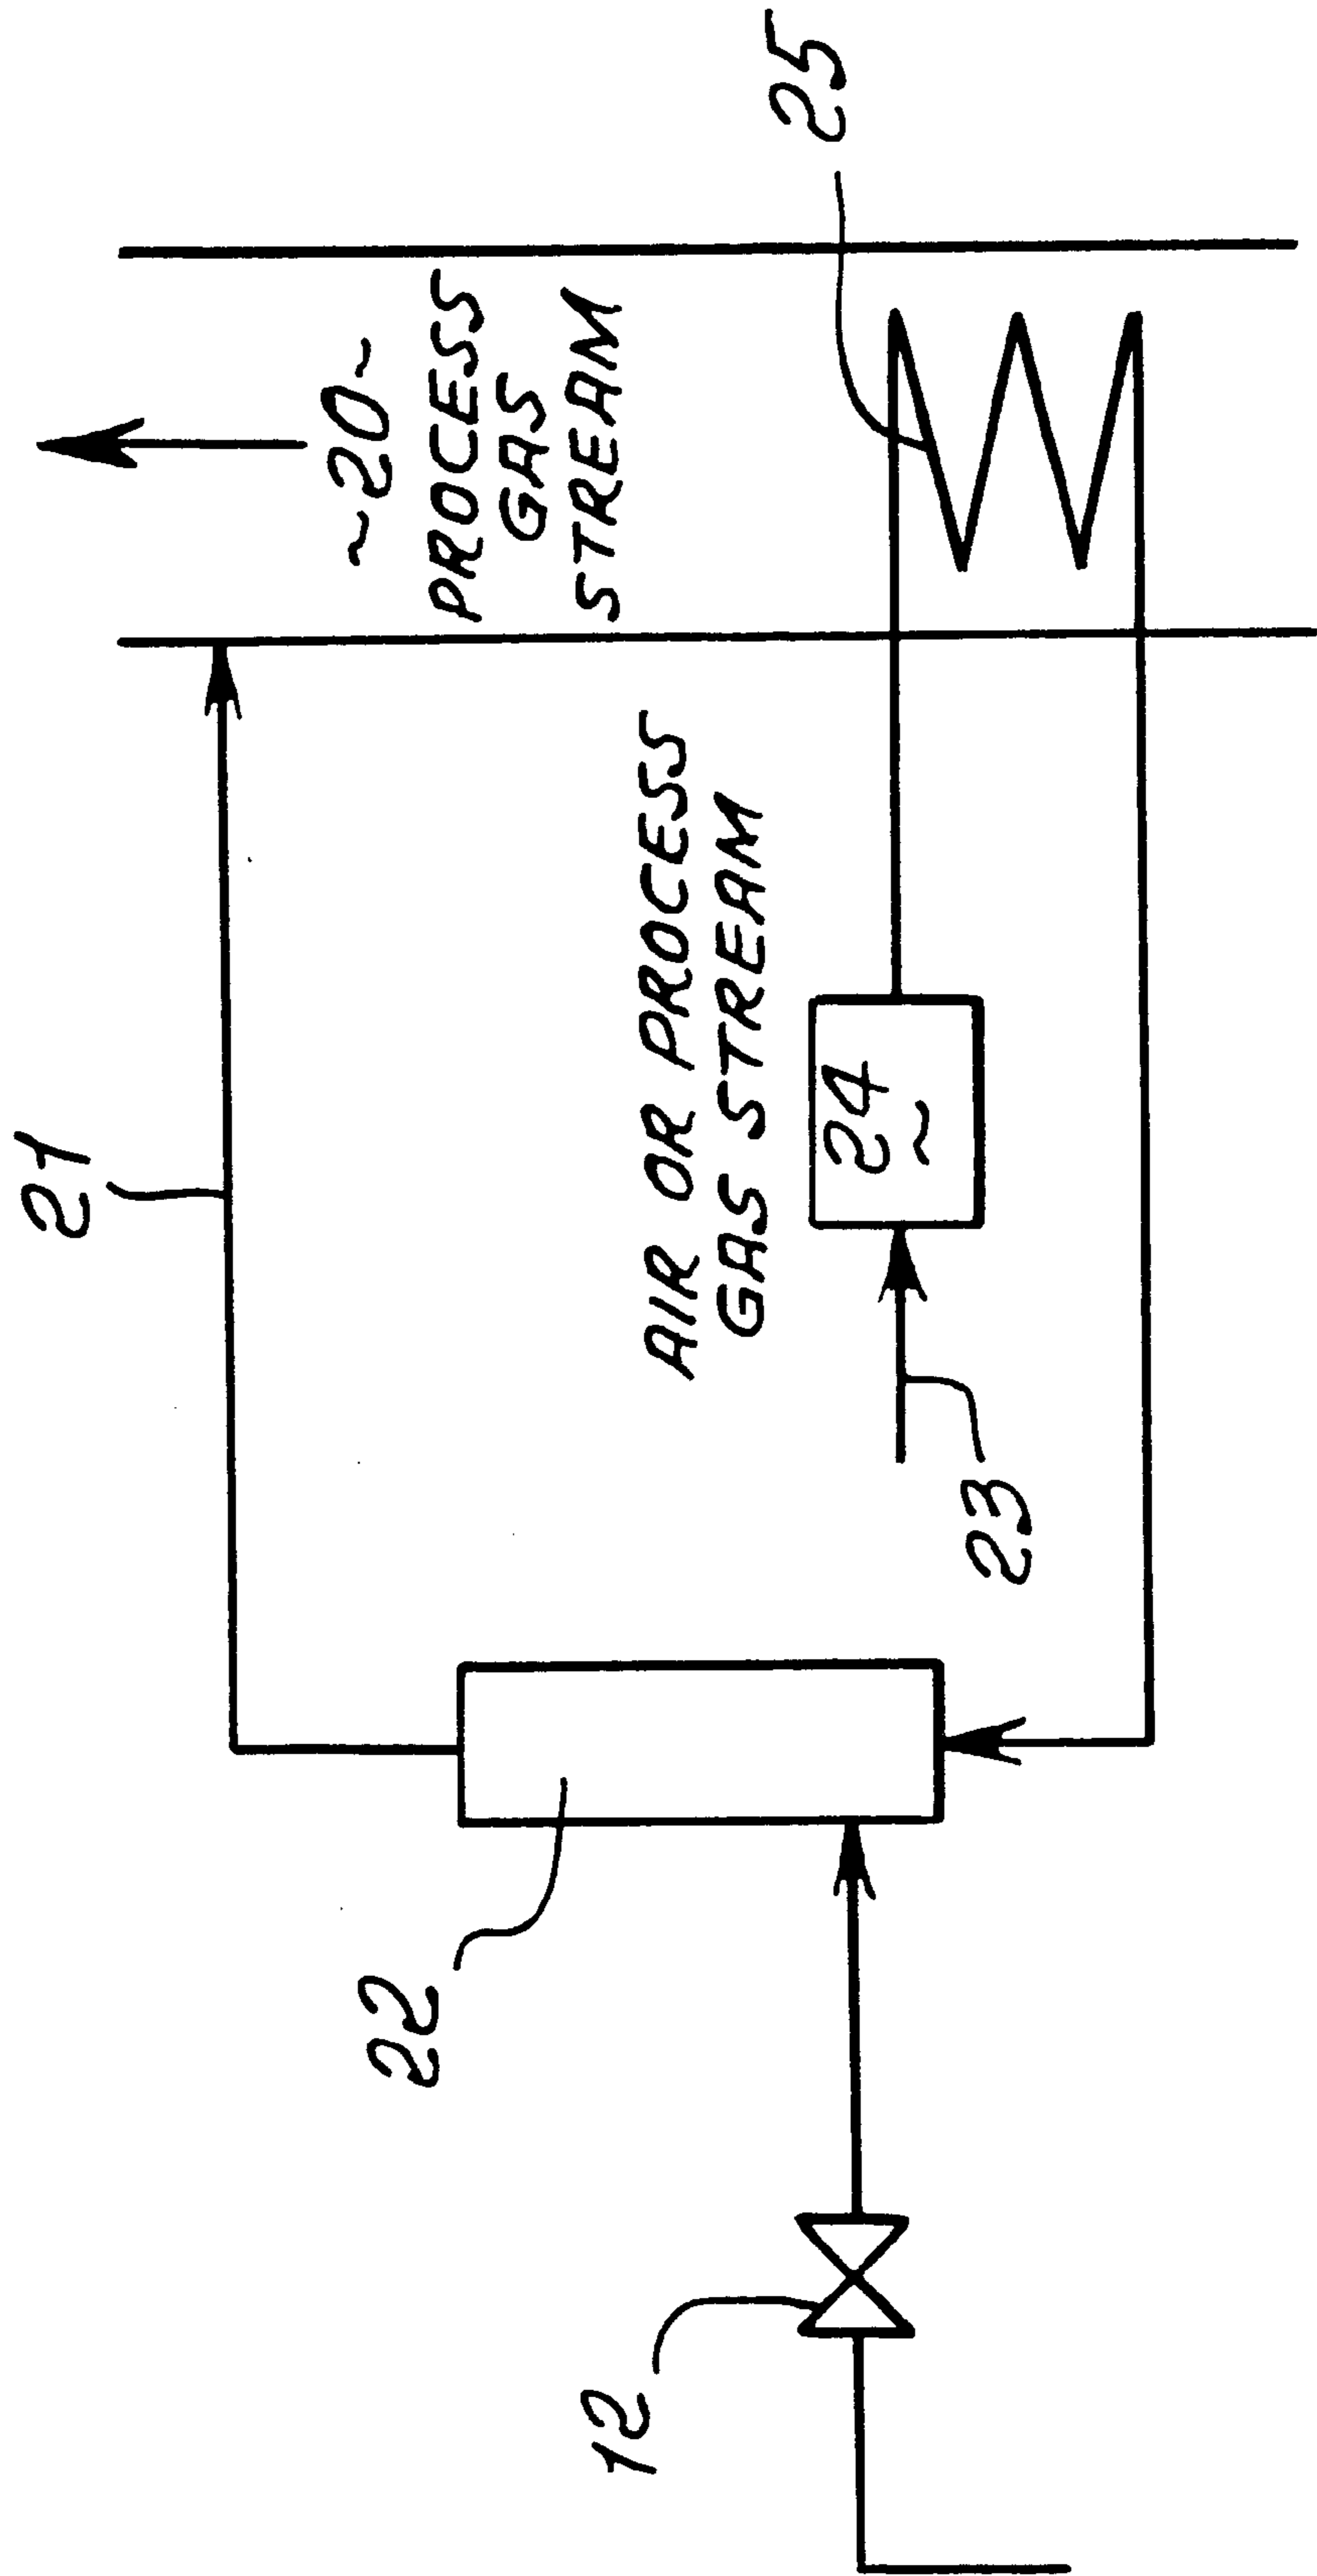 21
~20~
PROCESS
GAS
STREAM
25
AIR OR PROCESS
GAS STREAM
24
~
23
22
12